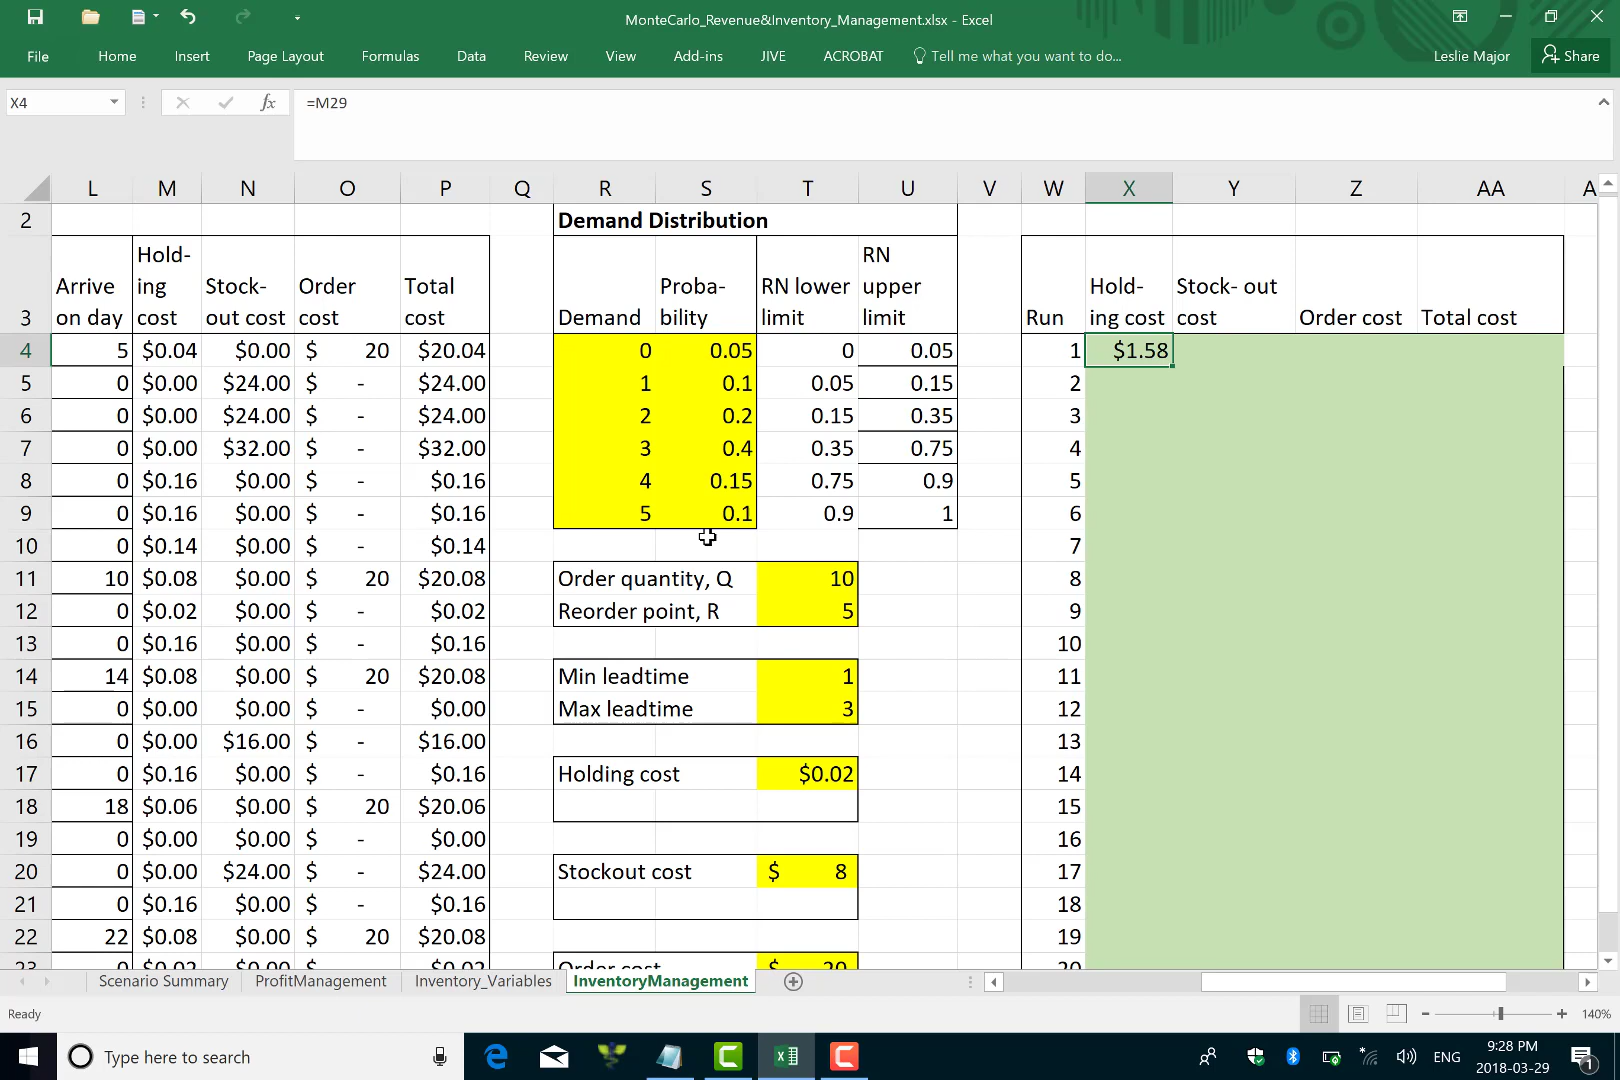 MonteCarlo_Revenue&Inventory_Management.xlsx - Excel
File Home Insert Page Layout Formulas Data Review View Add-ins JIVE ACROBAT Tell me what you want to do... Leslie Major Share
X4 fx =M29
L M N O P Q R S T U V W X Y Z AA A
2 Demand Distribution
Hold- RN
Arrive ing Stock- Order Total Proba- RN lower upper Hold- Stock- out
3 on day cost out cost cost cost Demand bility limit limit Run ing cost cost Order cost Total cost
4 5 $0.04 $0.00 $ 20 $20.04 0 0.05 0 0.05 1 $1.58
5 0 $0.00 $24.00 $ - $24.00 1 0.1 0.05 0.15 2
6 0 $0.00 $24.00 $ - $24.00 2 0.2 0.15 0.35 3
7 0 $0.00 $32.00 $ - $32.00 3 0.4 0.35 0.75 4
8 0 $0.16 $0.00 $ - $0.16 4 0.15 0.75 0.9 5
9 0 $0.16 $0.00 $ - $0.16 5 0.1 0.9 1 6
10 0 $0.14 $0.00 $ - $0.14 7
11 10 $0.08 $0.00 $ 20 $20.08 Order quantity, Q 10 8
12 0 $0.02 $0.00 $ - $0.02 Reorder point, R 5 9
13 0 $0.16 $0.00 $ - $0.16 10
14 14 $0.08 $0.00 $ 20 $20.08 Min leadtime 1 11
15 0 $0.00 $0.00 $ - $0.00 Max leadtime 3 12
16 0 $0.00 $16.00 $ - $16.00 13
17 0 $0.16 $0.00 $ - $0.16 Holding cost $0.02 14
18 18 $0.06 $0.00 $ 20 $20.06 15
19 0 $0.00 $0.00 $ - $0.00 16
20 0 $0.00 $24.00 $ - $24.00 Stockout cost $ 8 17
21 0 $0.16 $0.00 $ - $0.16 18
22 22 $0.08 $0.00 $ 20 $20.08 19
23 0 $0.02 $0.00 $ - $0.02 Order cost $ 20 20
Scenario Summary ProfitManagement Inventory_Variables InventoryManagement
Ready 140%
Type here to search ENG 9:28 PM
2018-03-29 1